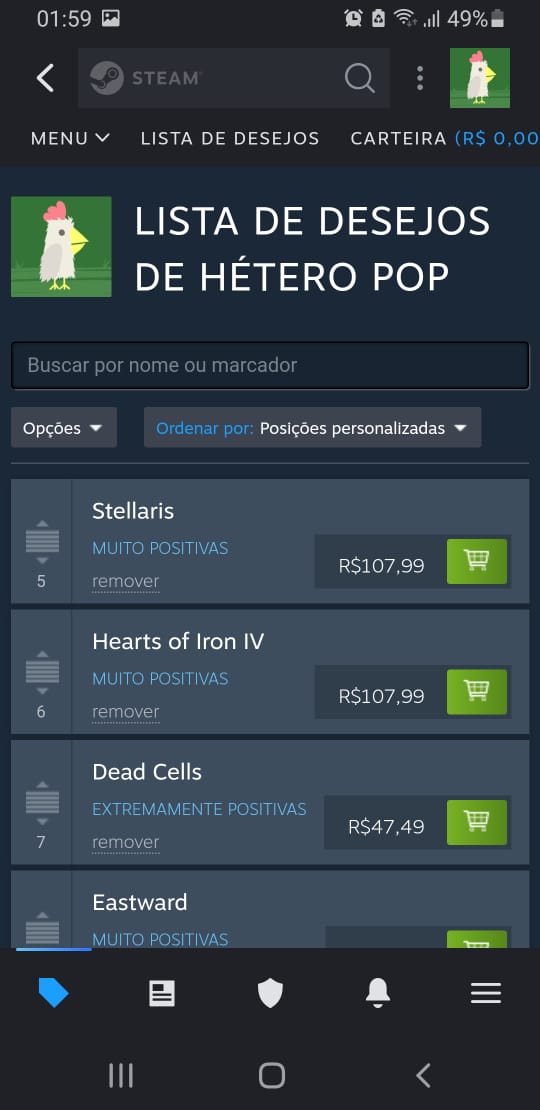 01:59
49%
STEAM
MENU
LISTA DE DESEJOS
CARTEIRA (R$ 0,00
LISTA DE DESEJOS
DE HÉTERO POP
Buscar por nome ou marcador
Opções
Ordenar por: Posições personalizadas
Stellaris
MUITO POSITIVAS
R$107,99
5
remover
Hearts of Iron IV
MUITO POSITIVAS
R$107,99
6
remover
Dead Cells
EXTREMAMENTE POSITIVAS
R$47,49
7
remover
Eastward
MUITO POSITIVAS